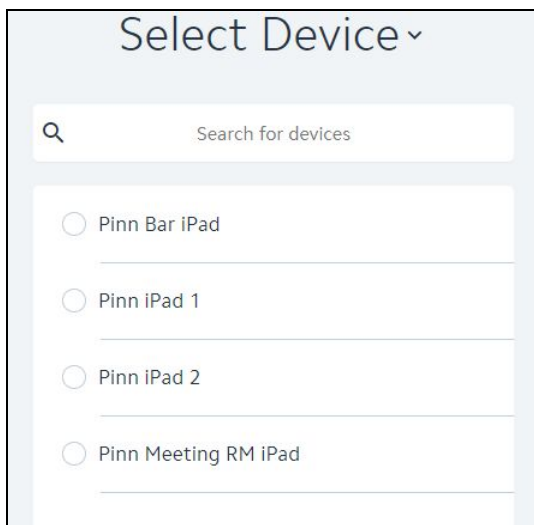 Select Device
Search for devices
Pinn Bar iPad
Pinn iPad 1
Pinn iPad 2
Pinn Meeting RM iPad